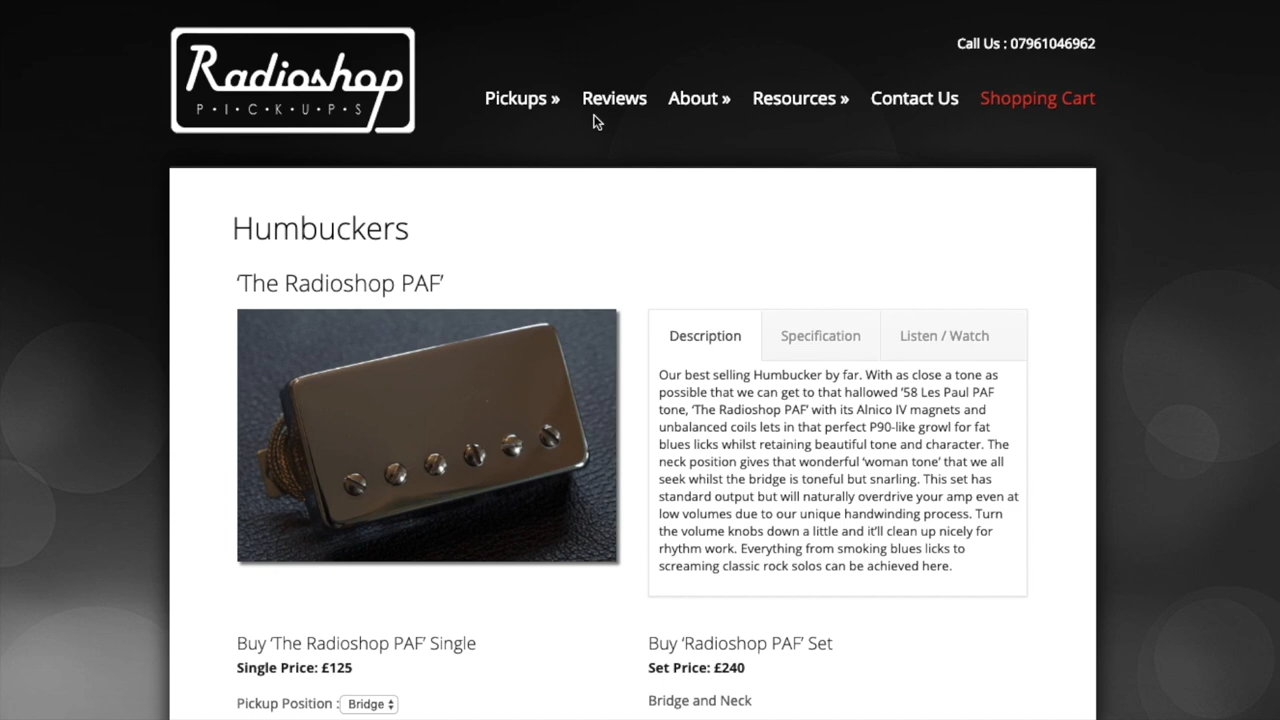 Radioshop
P·I·C·K·U·P·S
Call Us : 07961046962
Pickups » Reviews About » Resources » Contact Us Shopping Cart
Humbuckers
‘The Radioshop PAF’
Description Specification Listen / Watch
Our best selling Humbucker by far. With as close a tone as
possible that we can get to that hallowed ’58 Les Paul PAF
tone, ‘The Radioshop PAF’ with its Alnico IV magnets and
unbalanced coils lets in that perfect P90-like growl for fat
blues licks whilst retaining beautiful tone and character. The
neck position gives that wonderful ‘woman tone’ that we all
seek whilst the bridge is toneful but snarling. This set has
standard output but will naturally overdrive your amp even at
low volumes due to our unique handwinding process. Turn
the volume knobs down a little and it’ll clean up nicely for
rhythm work. Everything from smoking blues licks to
screaming classic rock solos can be achieved here.
Buy ‘The Radioshop PAF’ Single
Single Price: £125
Pickup Position : Bridge
Buy ‘Radioshop PAF’ Set
Set Price: £240
Bridge and Neck